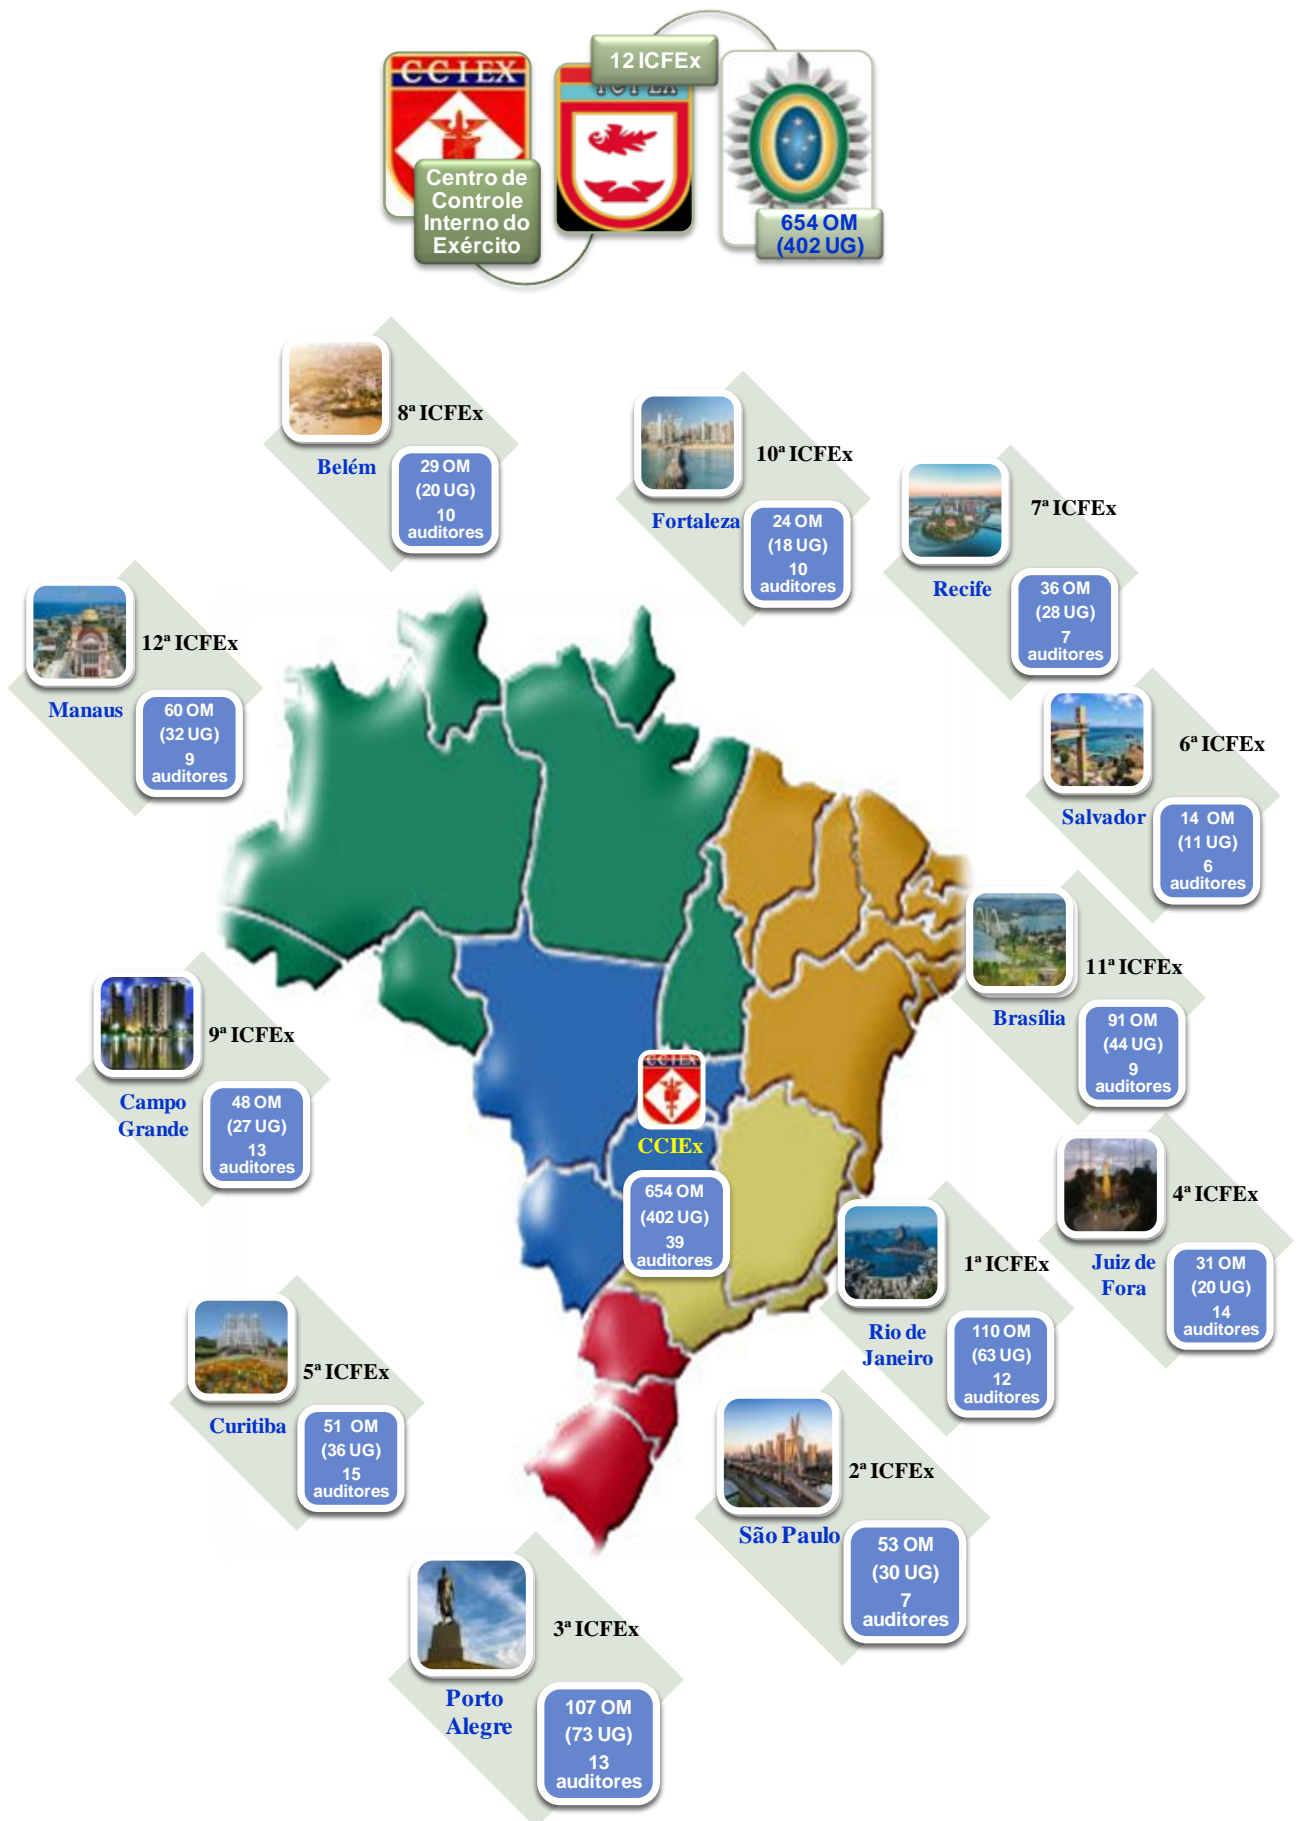 CCIEX
12 ICFEx
ICFEX
Centro de
Controle
Interno do
Exército
654 OM
(402 UG)
8ª ICFEx
Belém
29 OM
(20 UG)
10
auditores
10ª ICFEx
Fortaleza
24 OM
(18 UG)
10
auditores
7ª ICFEx
Recife
36 OM
(28 UG)
7
auditores
12ª ICFEx
Manaus
60 OM
(32 UG)
9
auditores
6ª ICFEx
Salvador
14 OM
(11 UG)
6
auditores
11ª ICFEx
Brasília
91 OM
(44 UG)
9
auditores
9ª ICFEx
Campo
Grande
48 OM
(27 UG)
13
auditores
CCIEX
CCIEx
654 OM
(402 UG)
39
auditores
4ª ICFEx
Juiz de
Fora
31 OM
(20 UG)
14
auditores
1ª ICFEx
Rio de
Janeiro
110 OM
(63 UG)
12
auditores
5ª ICFEx
Curitiba
51 OM
(36 UG)
15
auditores
2ª ICFEx
São Paulo
53 OM
(30 UG)
7
auditores
3ª ICFEx
Porto
Alegre
107 OM
(73 UG)
13
auditores